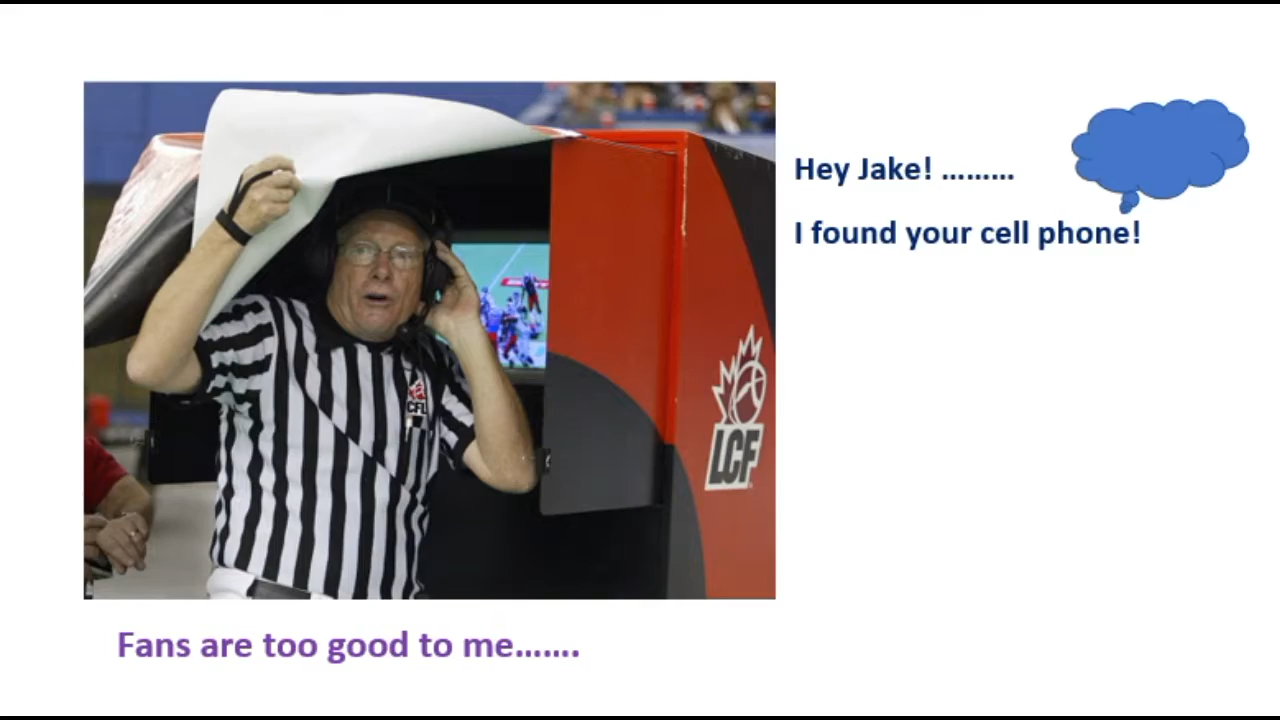 Hey Jake! ………
I found your cell phone!
CFL
LCF
Fans are too good to me…….